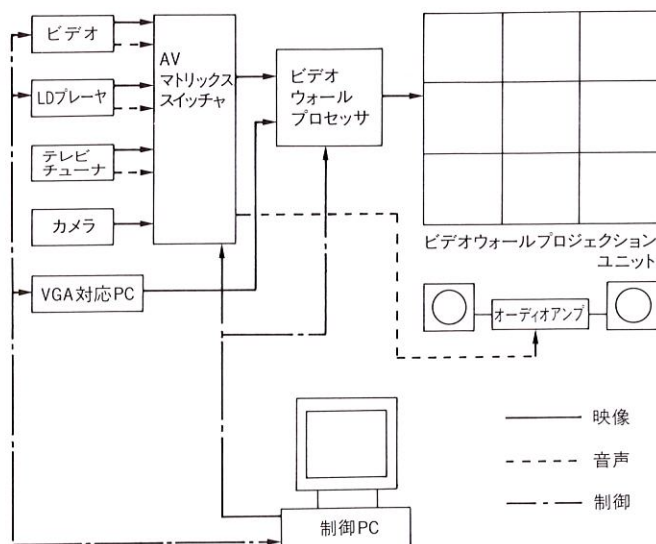 ビデオ
LDプレーヤ
テレビ
チューナ
カメラ
VGA対応PC
AV
マトリックス
スイッチャ
ビデオ
ウォール
プロセッサ
ビデオウォールプロジェクション
ユニット
オーディオアンプ
映像
音声
制御
制御PC